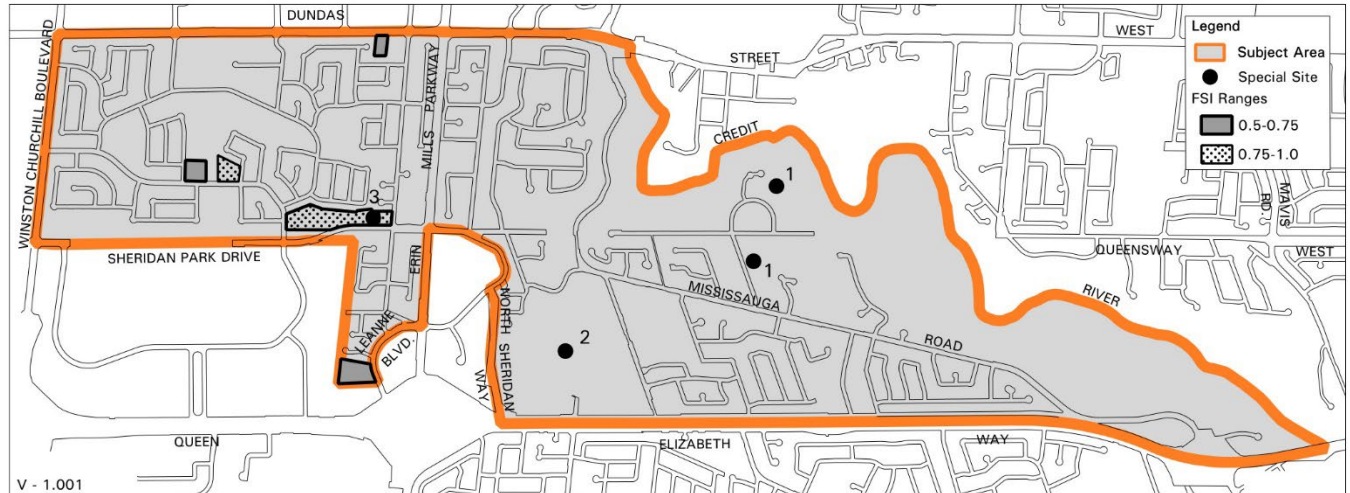 DUNDAS
STREET
WEST
Legend
Subject Area
Special Site
FSI Ranges
0.5-0.75
0.75-1.0
WINSTON CHURCHILL BOULEVARD
MILLS PARKWAY
ERIN
CREDIT
RIVER
1
1
2
3
MAVIS
RD.
QUEENSWAY
WEST
SHERIDAN PARK DRIVE
MISSISSAUGA
ROAD
LEANNE
BLVD.
NORTH SHERIDAN
WAY
QUEEN
ELIZABETH
WAY
V - 1.001